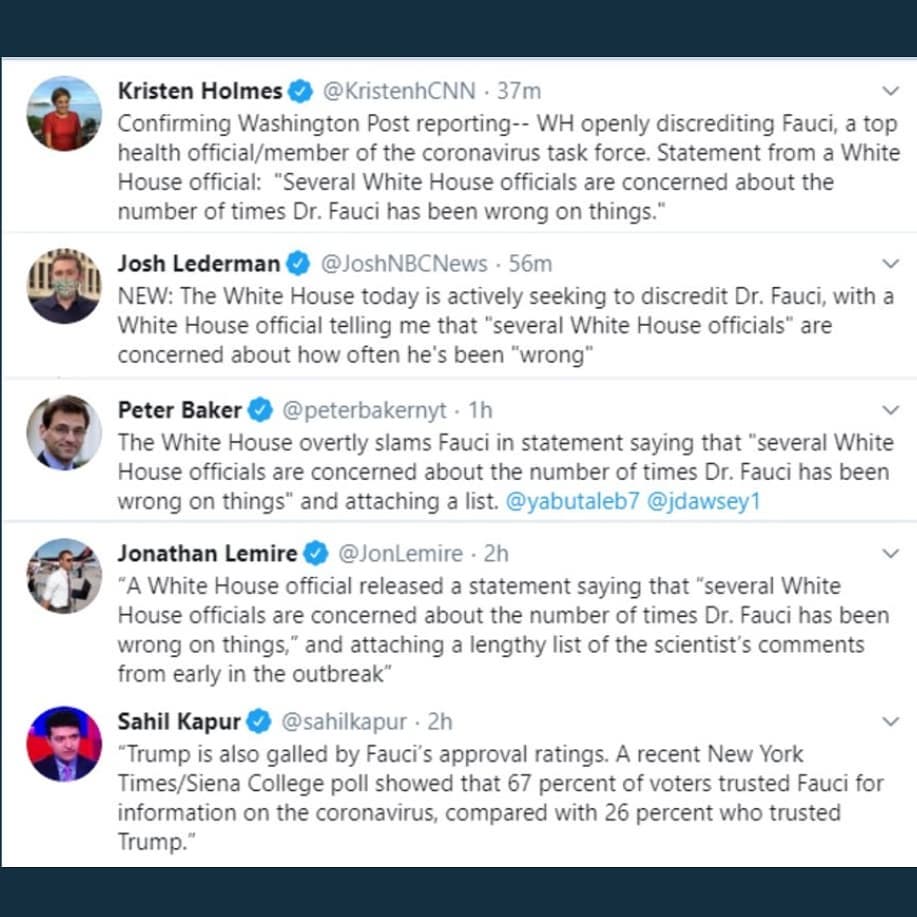 Kristen Holmes @KristenhCNN · 37m
Confirming Washington Post reporting-- WH openly discrediting Fauci, a top
health official/member of the coronavirus task force. Statement from a White
House official:  "Several White House officials are concerned about the
number of times Dr. Fauci has been wrong on things."
Josh Lederman @JoshNBCNews · 56m
NEW: The White House today is actively seeking to discredit Dr. Fauci, with a
White House official telling me that "several White House officials" are
concerned about how often he's been "wrong"
Peter Baker @peterbakernyt · 1h
The White House overtly slams Fauci in statement saying that "several White
House officials are concerned about the number of times Dr. Fauci has been
wrong on things" and attaching a list. @yabutaleb7 @jdawsey1
Jonathan Lemire @JonLemire · 2h
“A White House official released a statement saying that “several White
House officials are concerned about the number of times Dr. Fauci has been
wrong on things,” and attaching a lengthy list of the scientist’s comments
from early in the outbreak”
Sahil Kapur @sahilkapur · 2h
“Trump is also galled by Fauci’s approval ratings. A recent New York
Times/Siena College poll showed that 67 percent of voters trusted Fauci for
information on the coronavirus, compared with 26 percent who trusted
Trump.”